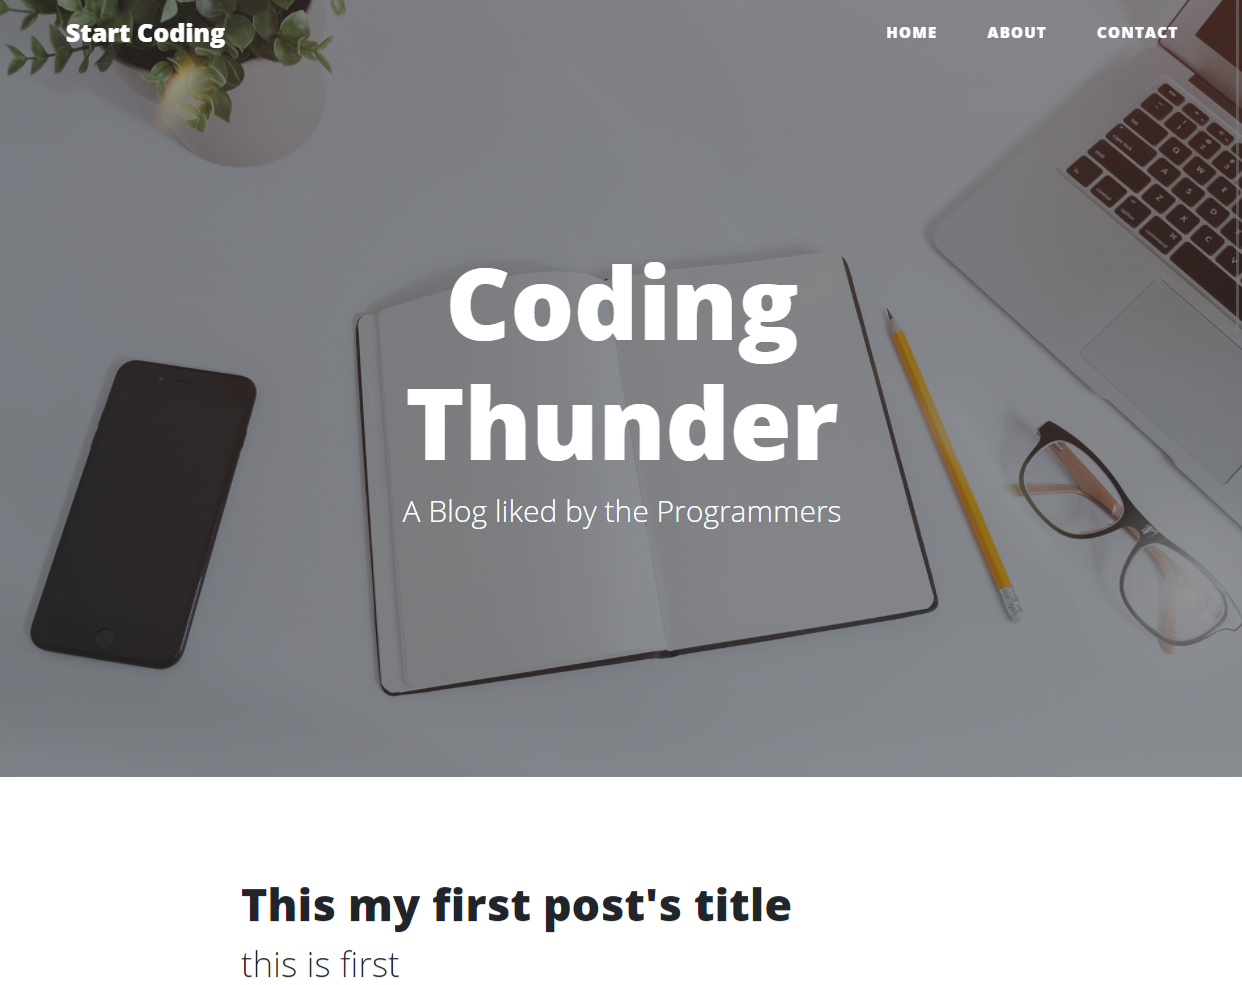 Start Coding
HOME ABOUT CONTACT
Coding
Thunder
A Blog liked by the Programmers
This my first post's title
this is first